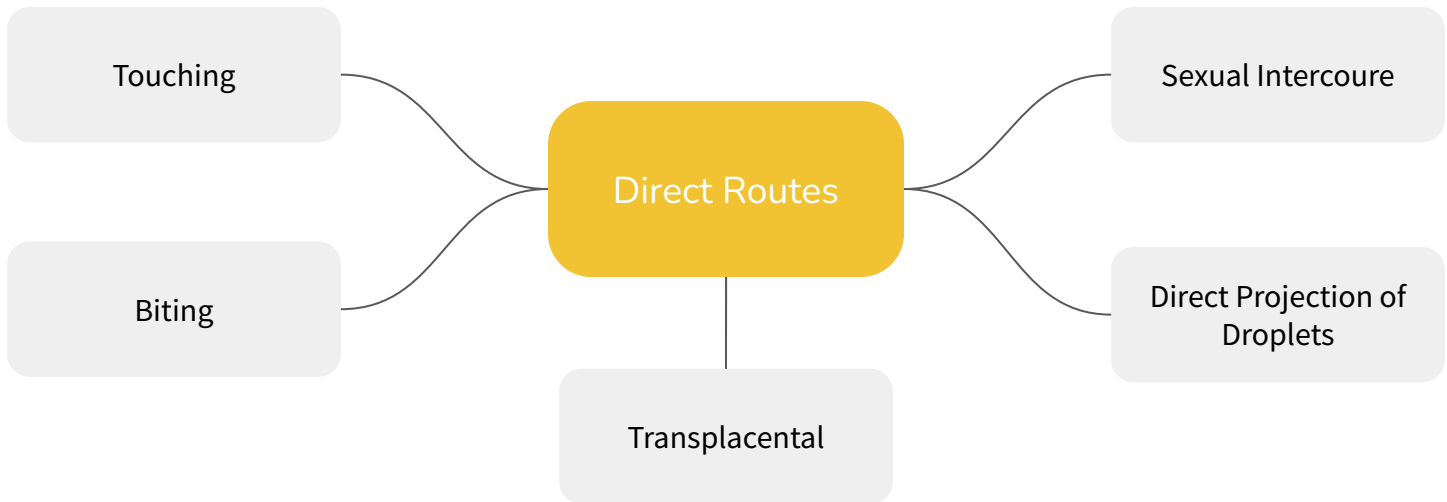 Touching
Sexual Intercoure
Direct Routes
Biting
Direct Projection of
Droplets
Transplacental